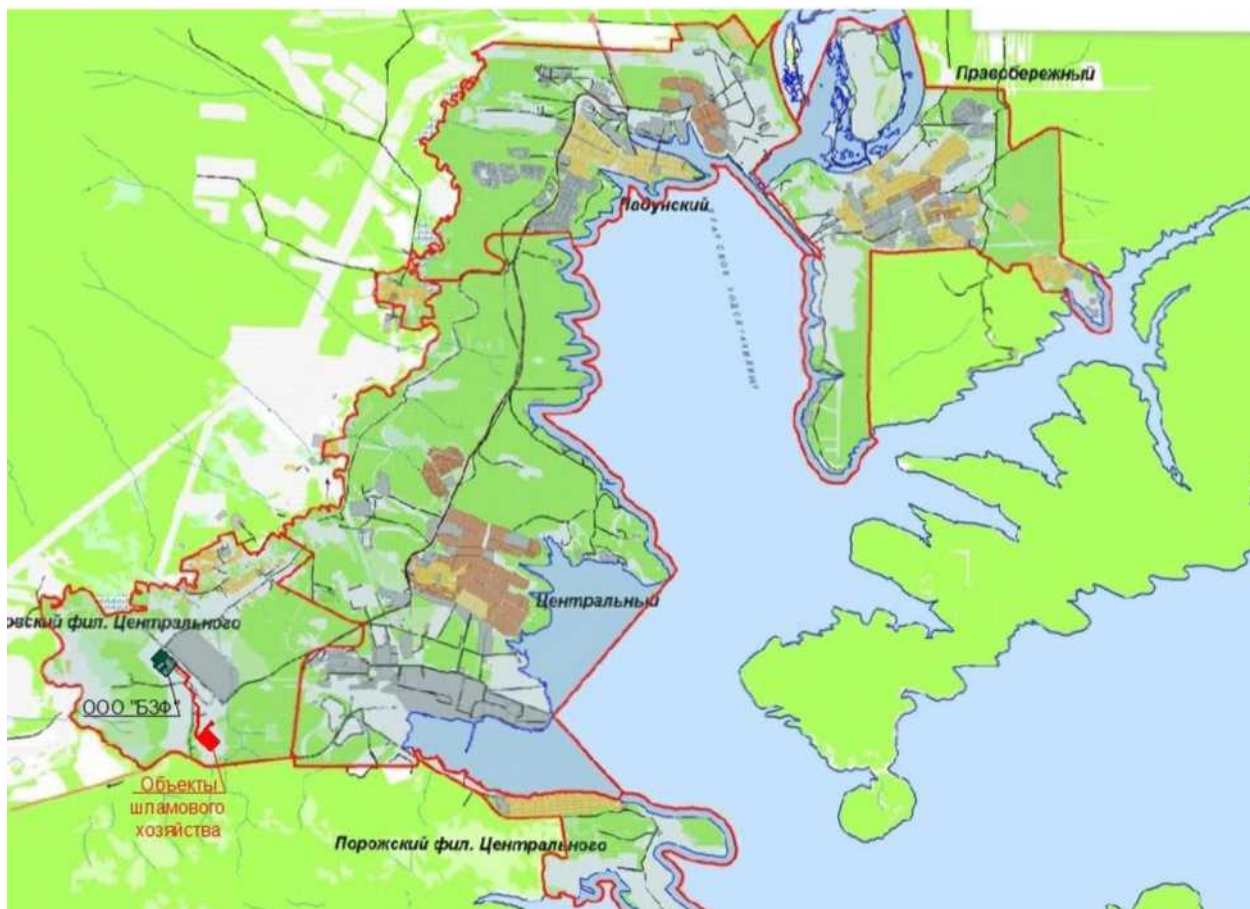 Правобережный
Падунский
Центральный
фил. Центрального
ООО "БЗФ"
Объекты
шламового
хозяйства
Порожский фил. Центрального